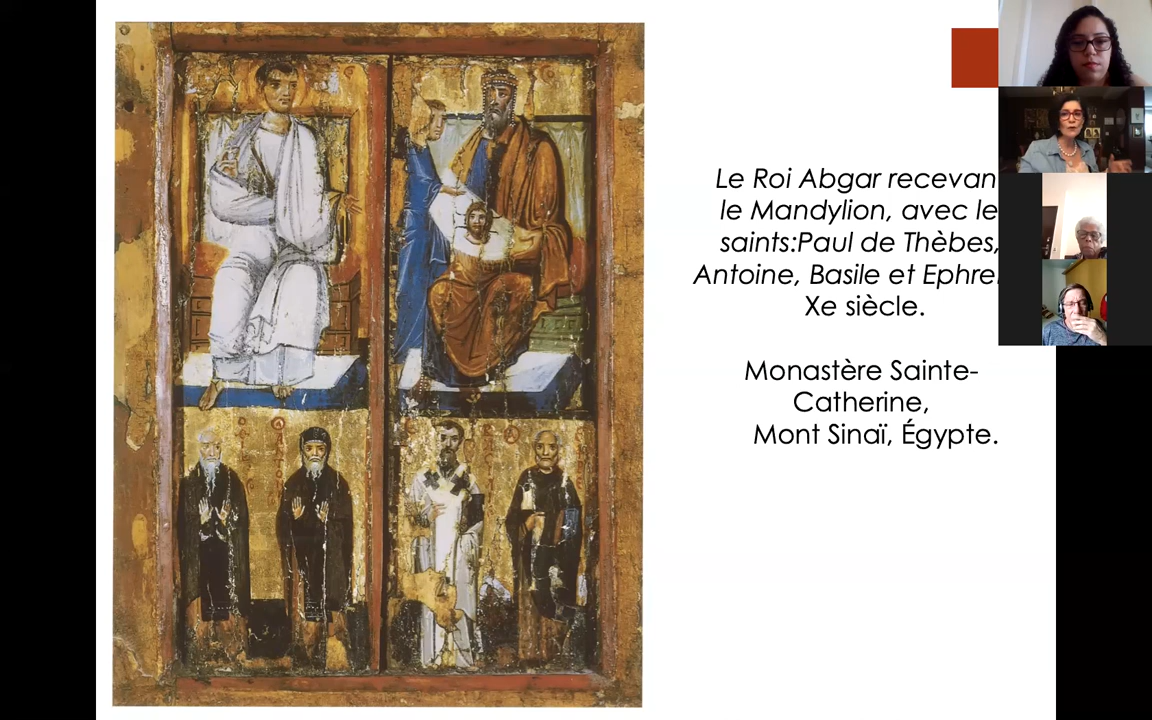 Le Roi Abgar recevan
le Mandylion, avec le
saints:Paul de Thèbes,
Antoine, Basile et Ephre
Xe siècle.
Monastère Sainte-
Catherine,
Mont Sinaï, Égypte.